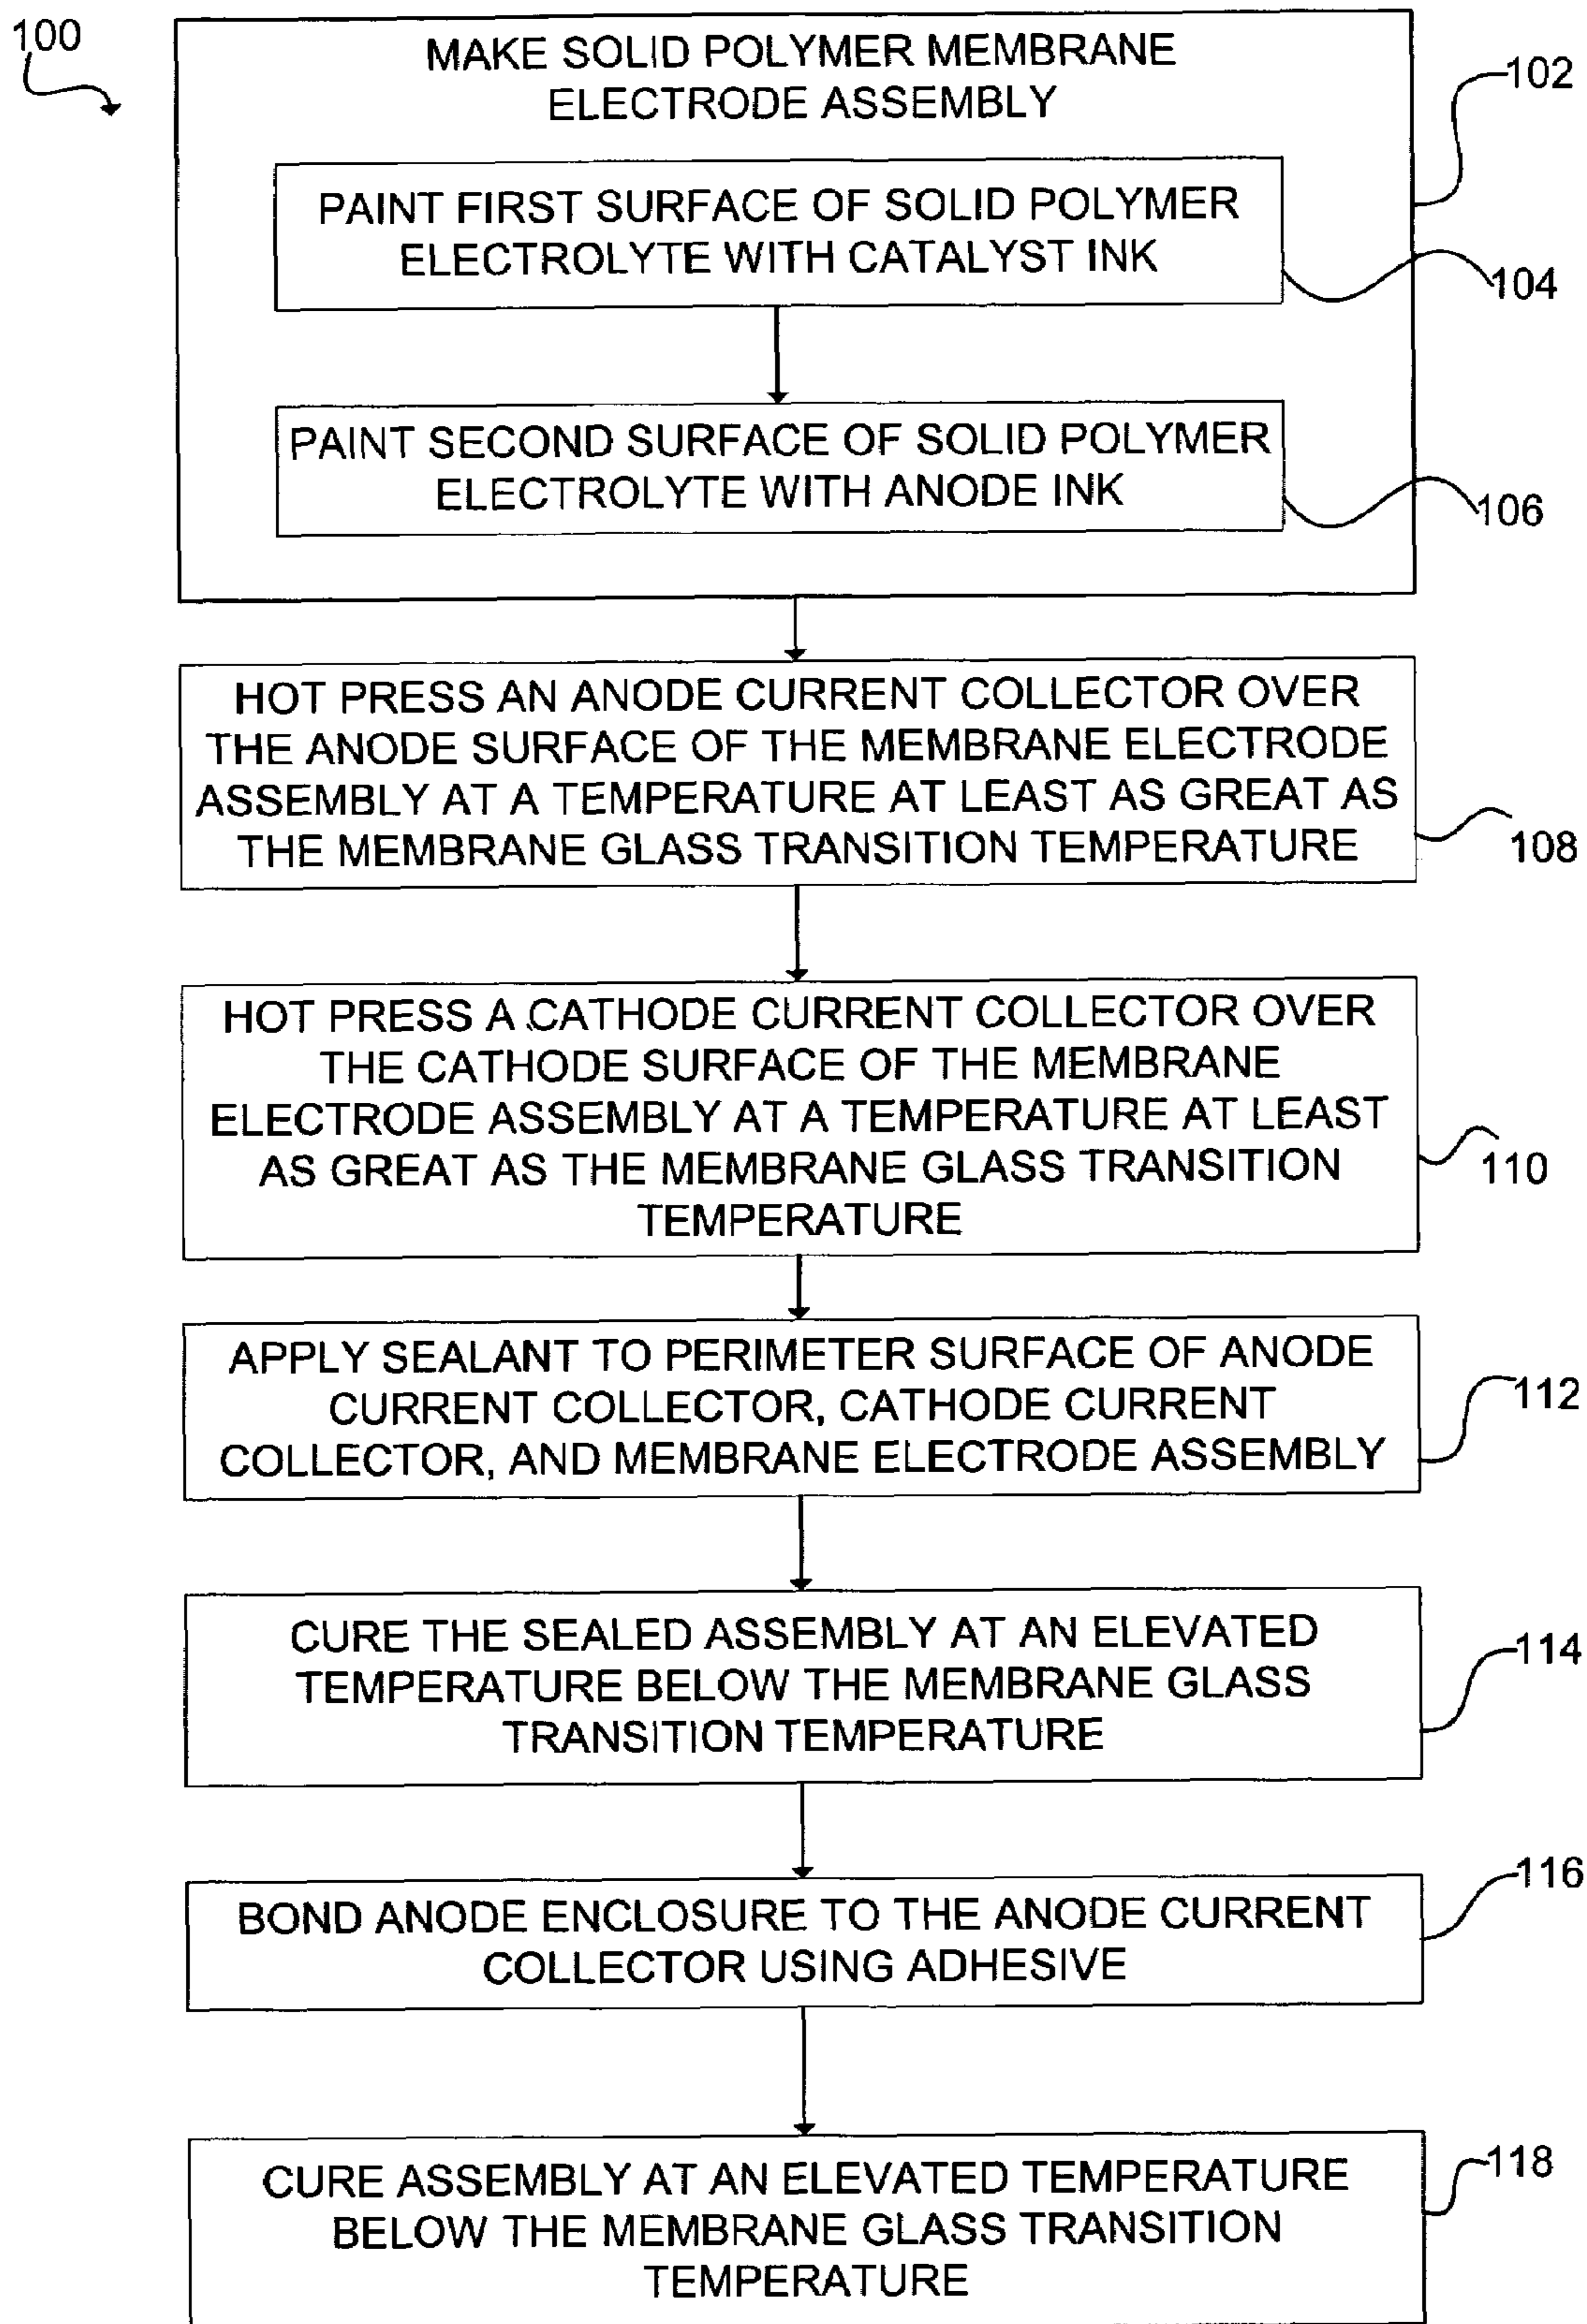 100
MAKE SOLID POLYMER MEMBRANE
ELECTRODE ASSEMBLY
102
PAINT FIRST SURFACE OF SOLID POLYMER
ELECTROLYTE WITH CATALYST INK
104
PAINT SECOND SURFACE OF SOLID POLYMER
ELECTROLYTE WITH ANODE INK
106
HOT PRESS AN ANODE CURRENT COLLECTOR OVER
THE ANODE SURFACE OF THE MEMBRANE ELECTRODE
ASSEMBLY AT A TEMPERATURE AT LEAST AS GREAT AS
THE MEMBRANE GLASS TRANSITION TEMPERATURE
108
HOT PRESS A CATHODE CURRENT COLLECTOR OVER
THE CATHODE SURFACE OF THE MEMBRANE
ELECTRODE ASSEMBLY AT A TEMPERATURE AT LEAST
AS GREAT AS THE MEMBRANE GLASS TRANSITION
TEMPERATURE
110
APPLY SEALANT TO PERIMETER SURFACE OF ANODE
CURRENT COLLECTOR, CATHODE CURRENT
COLLECTOR, AND MEMBRANE ELECTRODE ASSEMBLY
112
CURE THE SEALED ASSEMBLY AT AN ELEVATED
TEMPERATURE BELOW THE MEMBRANE GLASS
TRANSITION TEMPERATURE
114
BOND ANODE ENCLOSURE TO THE ANODE CURRENT
COLLECTOR USING ADHESIVE
116
CURE ASSEMBLY AT AN ELEVATED TEMPERATURE
BELOW THE MEMBRANE GLASS TRANSITION
TEMPERATURE
118